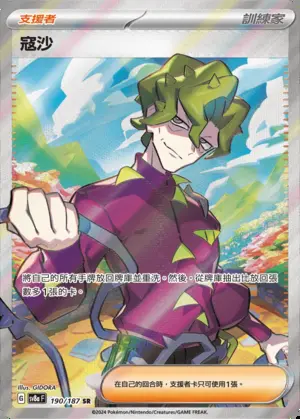 支援者 訓練家
寇沙
將自己的所有手牌放回牌庫並重洗。然後，從牌庫抽出比放回張
數多1張的卡。
Illus. GIDORA
G SV8a F 190/187 SR
在自己的回合時，支援者卡只可使用1張。
©2024 Pokémon/Nintendo/Creatures/GAME FREAK.